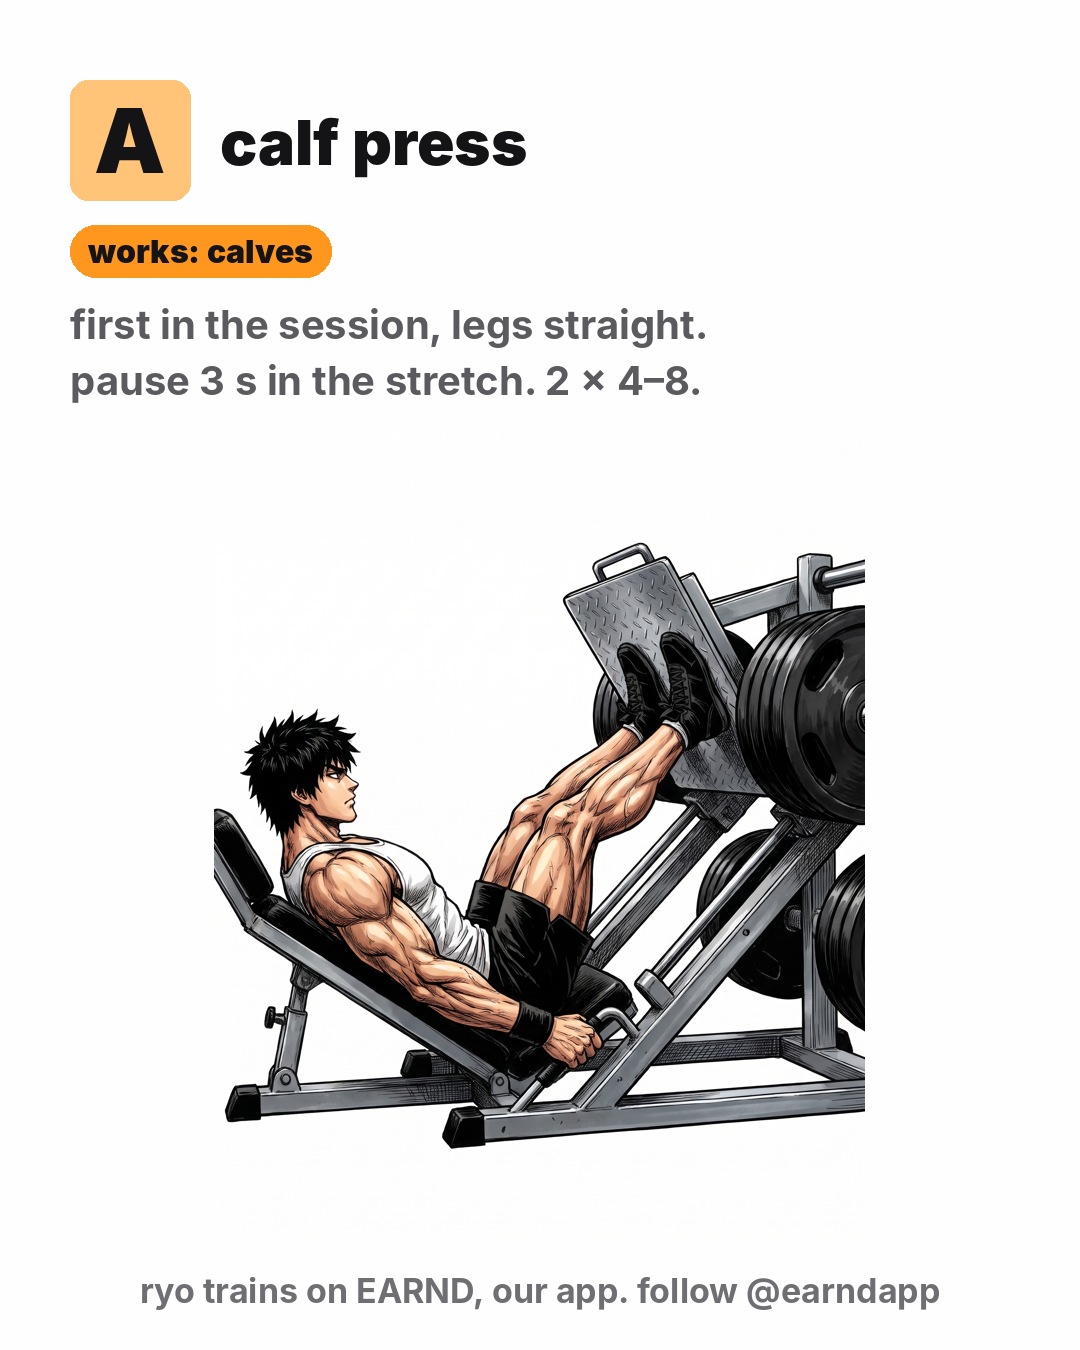 A
calf press
works: calves
first in the session, legs straight.
pause 3 s in the stretch. 2 × 4–8.
ryo trains on EARND, our app. follow @earndapp